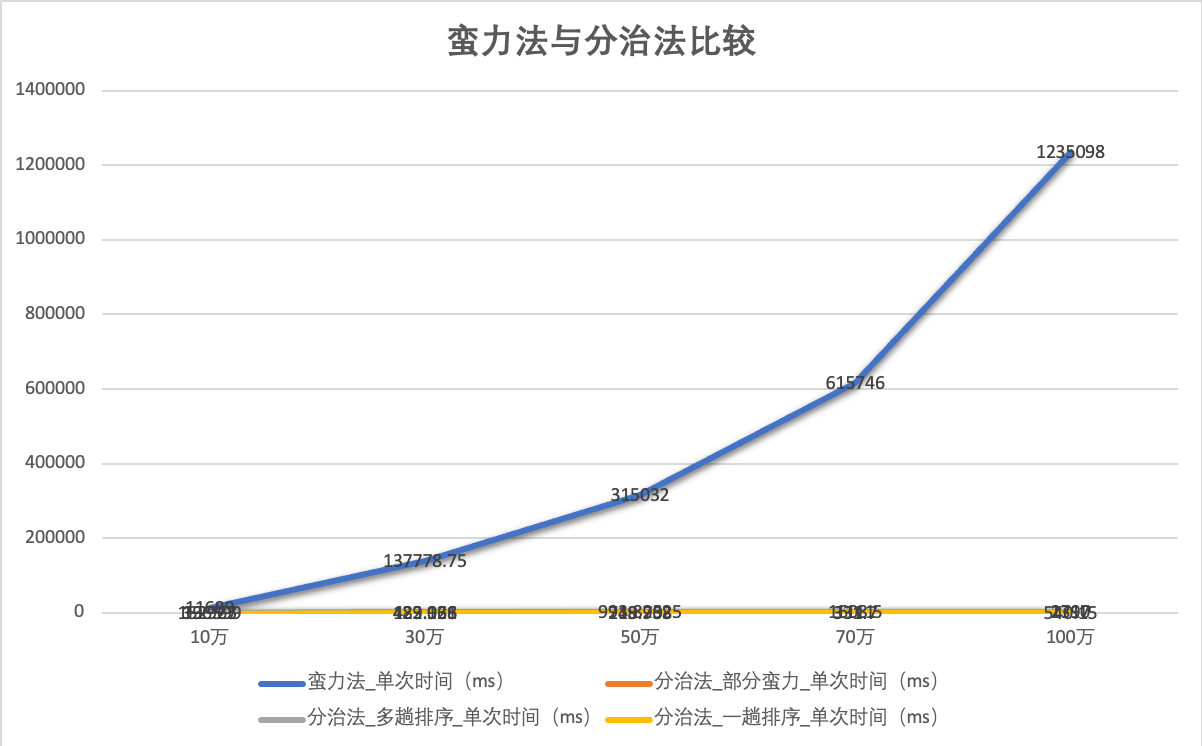 蛮力法与分治法比较
1400000
1200000
1000000
800000
600000
400000
200000
0
1235098
615746
315032
137778.75
11689
10万
30万
50万
70万
100万
蛮力法_单次时间（ms）
分治法_部分蛮力_单次时间（ms）
分治法_多趟排序_单次时间（ms）
分治法_一趟排序_单次时间（ms）